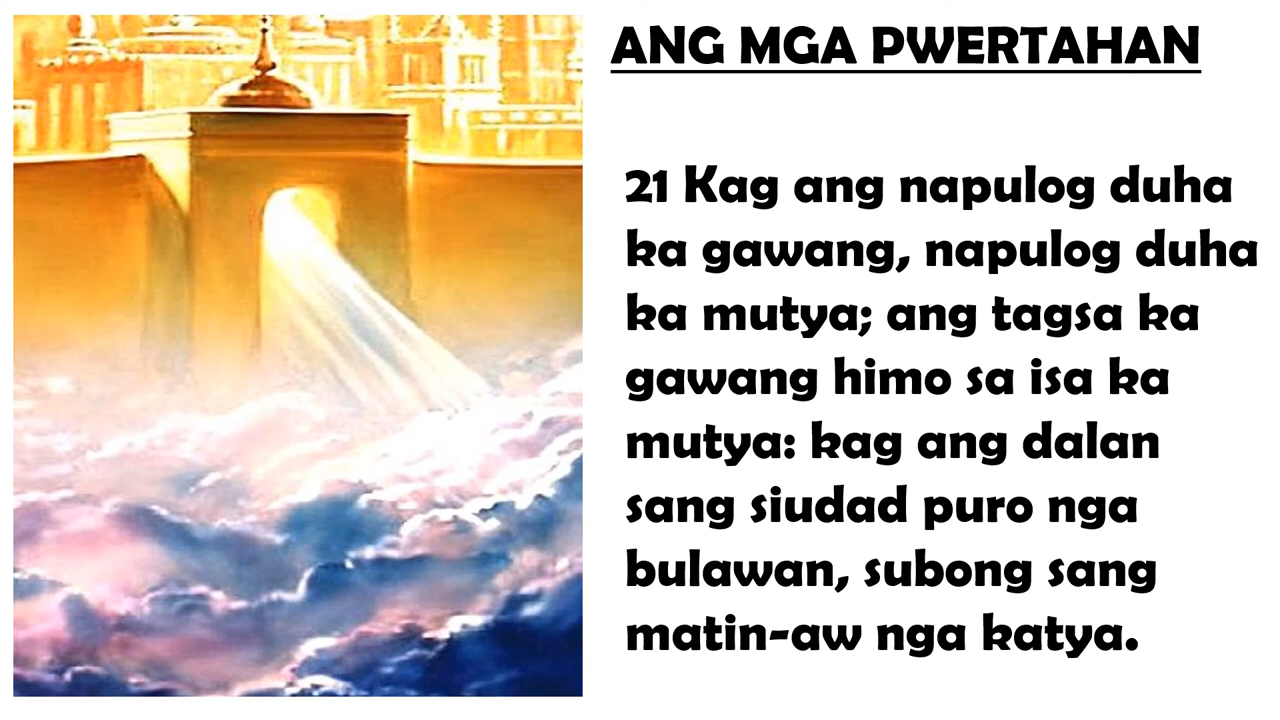 ANG MGA PWERTAHAN
21 Kag ang napulog duha
ka gawang, napulog duha
ka mutya; ang tagsa ka
gawang himo sa isa ka
mutya: kag ang dalan
sang siudad puro nga
bulawan, subong sang
matin-aw nga katya.